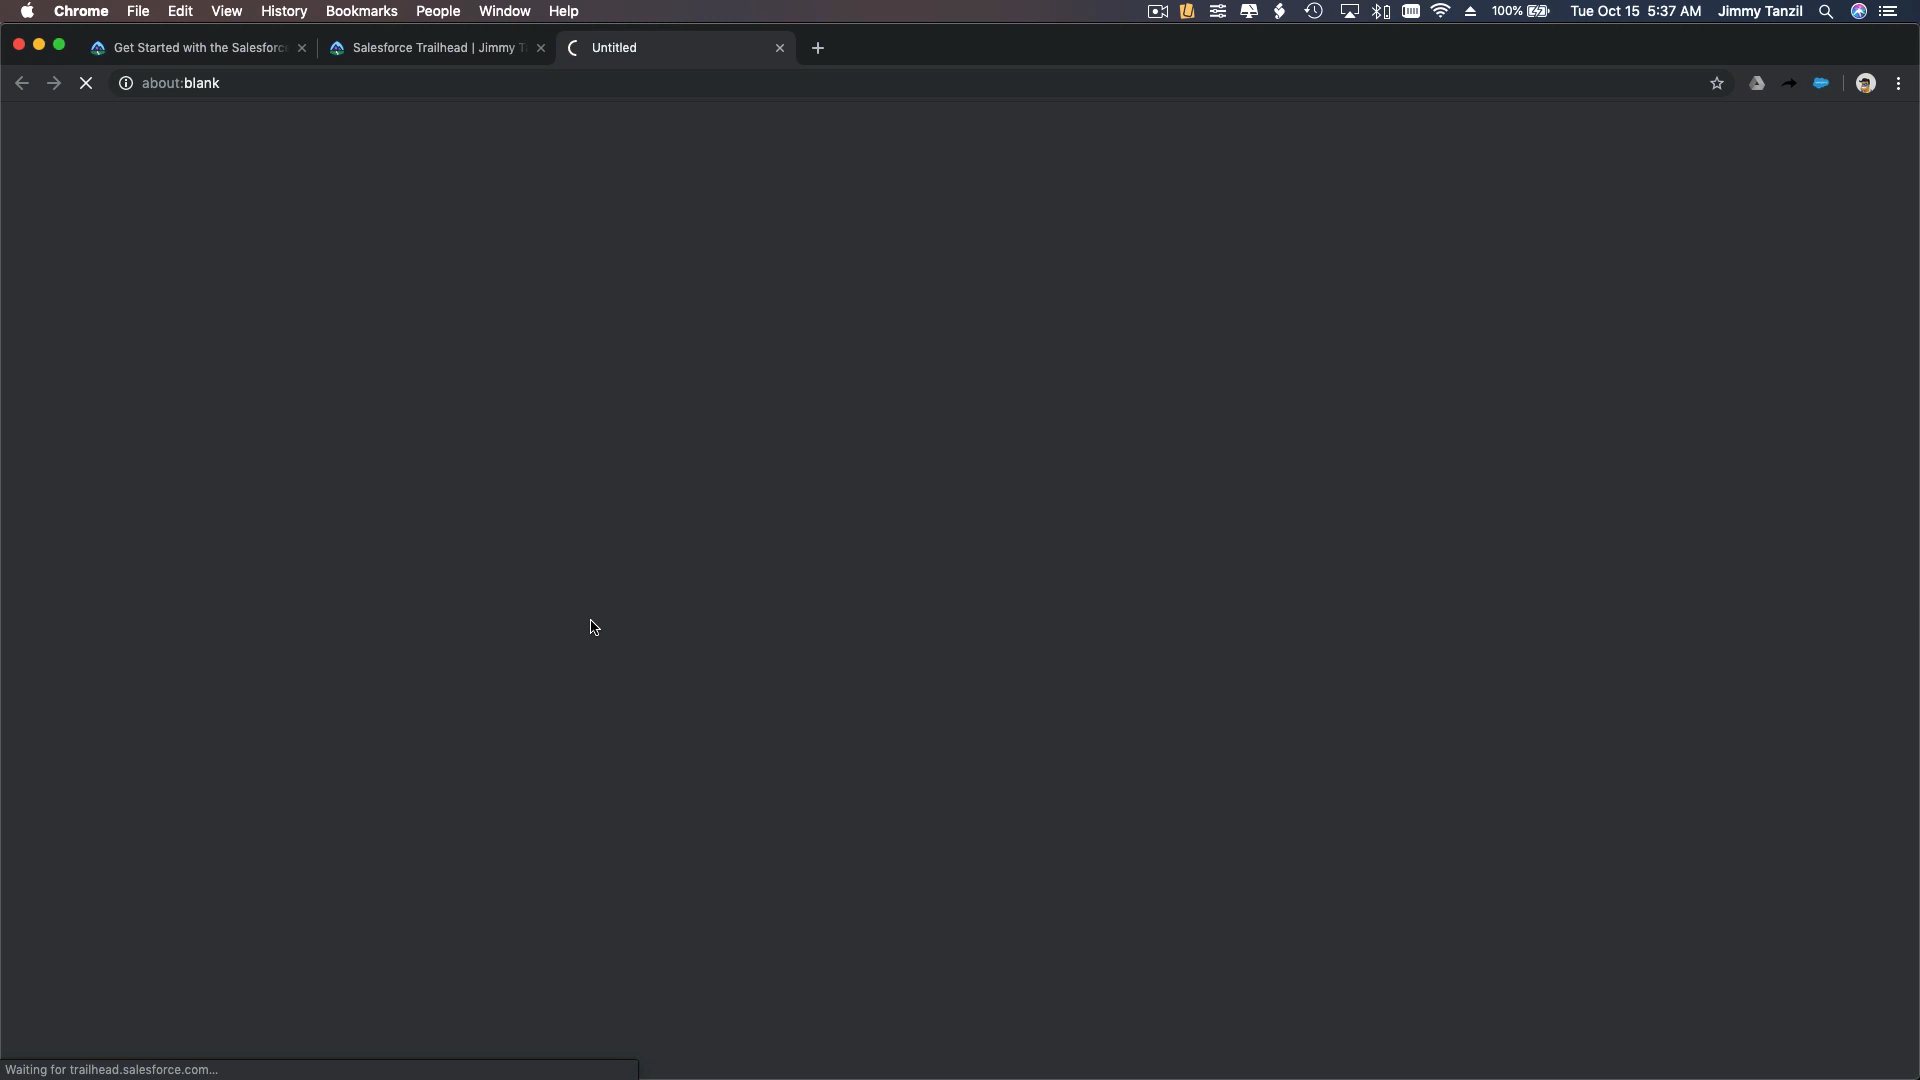 Chrome File Edit View History Bookmarks People Window Help 100% Tue Oct 15 5:37 AM Jimmy Tanzil
Get Started with the Salesforce Salesforce Trailhead | Jimmy T Untitled
about:blank
Waiting for trailhead.salesforce.com...